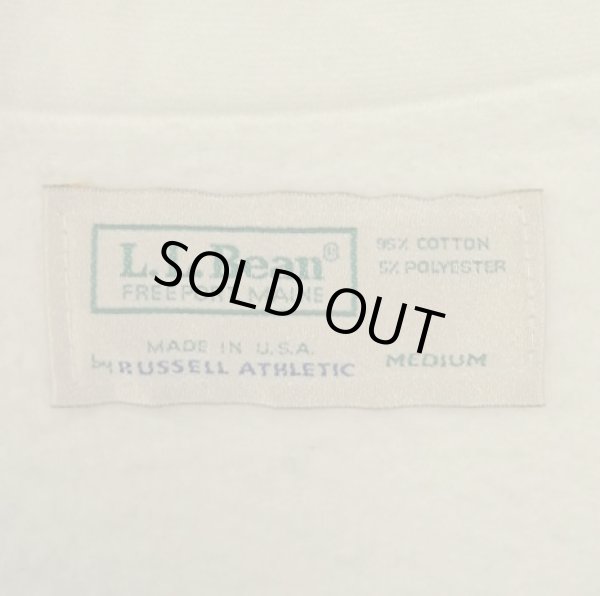 L.L.Bean®
FREEPORT, MAINE
95% COTTON
5% POLYESTER
SOLD OUT
MADE IN U.S.A.
by RUSSELL ATHLETIC
MEDIUM